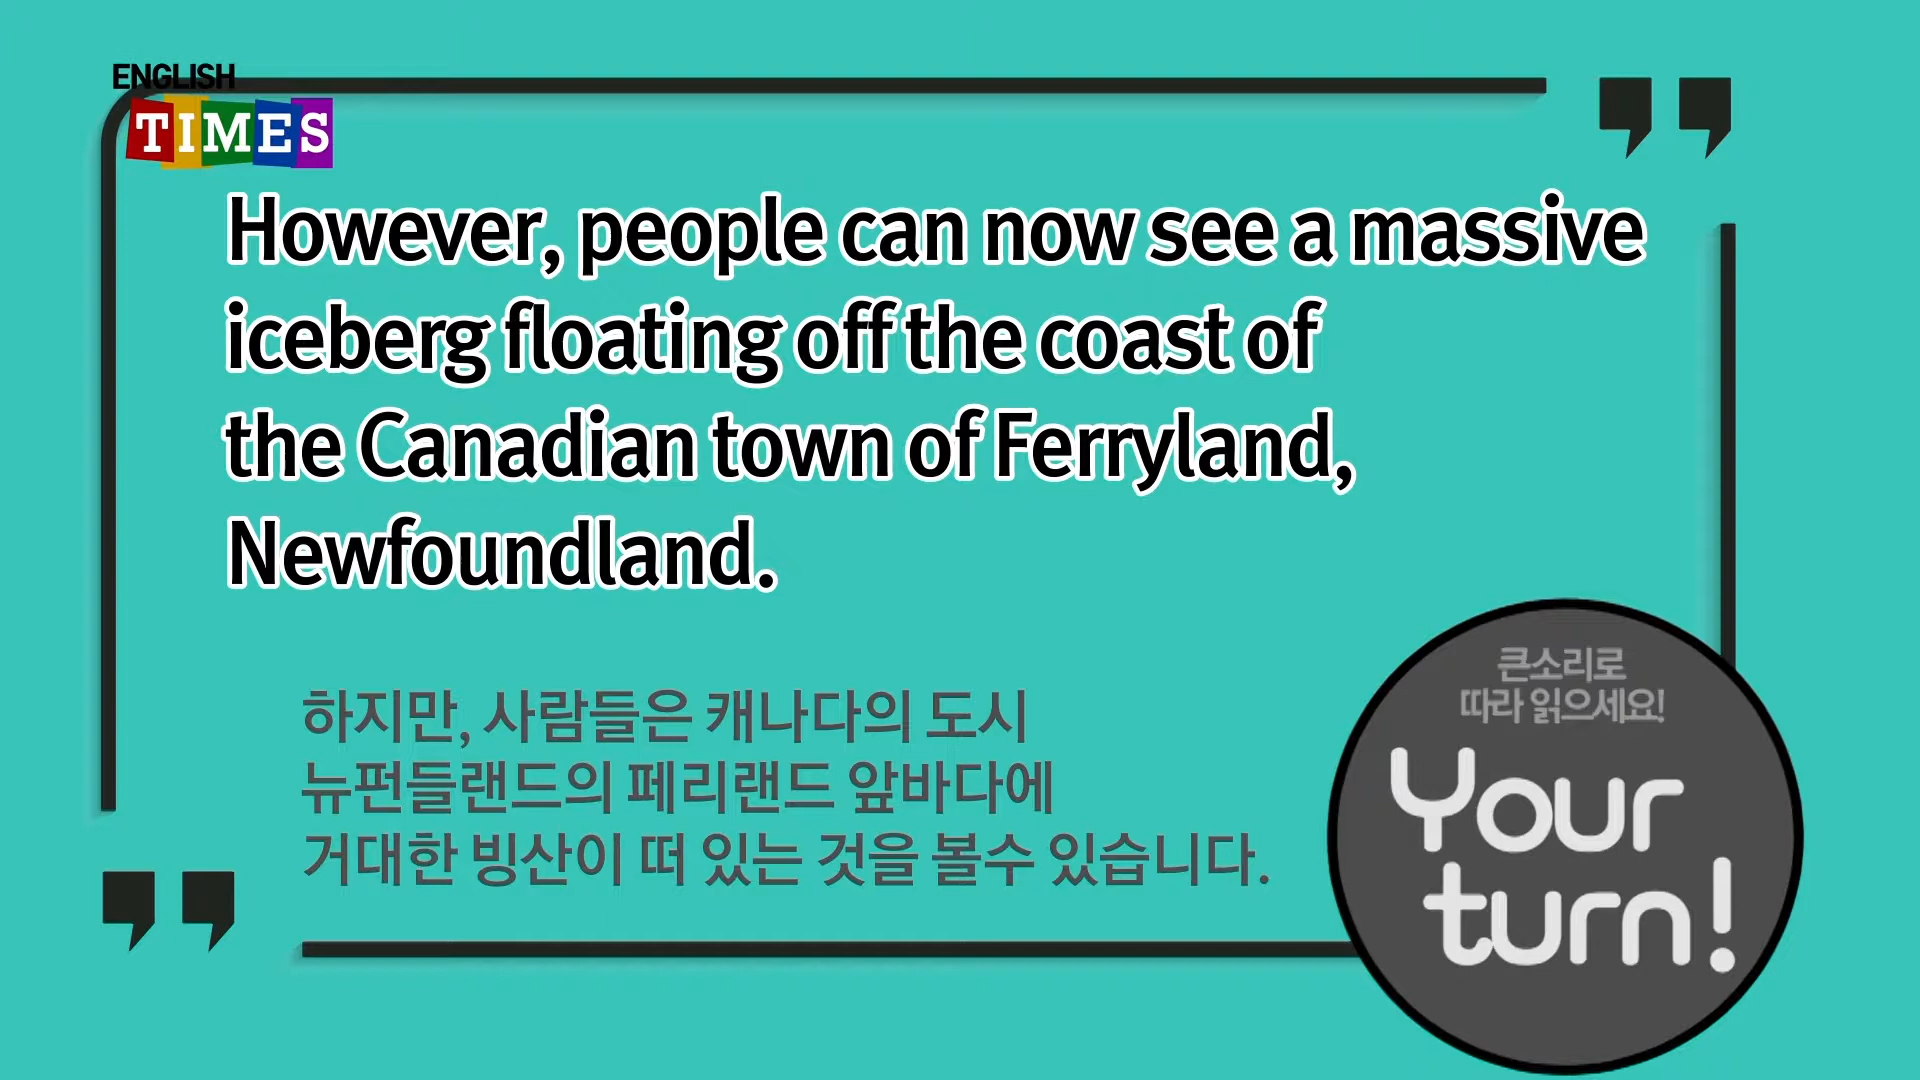 ENGLISH
TIMES
However, people can now see a massive
iceberg floating off the coast of
the Canadian town of Ferryland,
Newfoundland.
하지만, 사람들은 캐나다의 도시
뉴펀들랜드의 페리랜드 앞바다에
거대한 빙산이 떠 있는 것을 볼수 있습니다.
큰소리로
따라 읽으세요!
Your
turn!